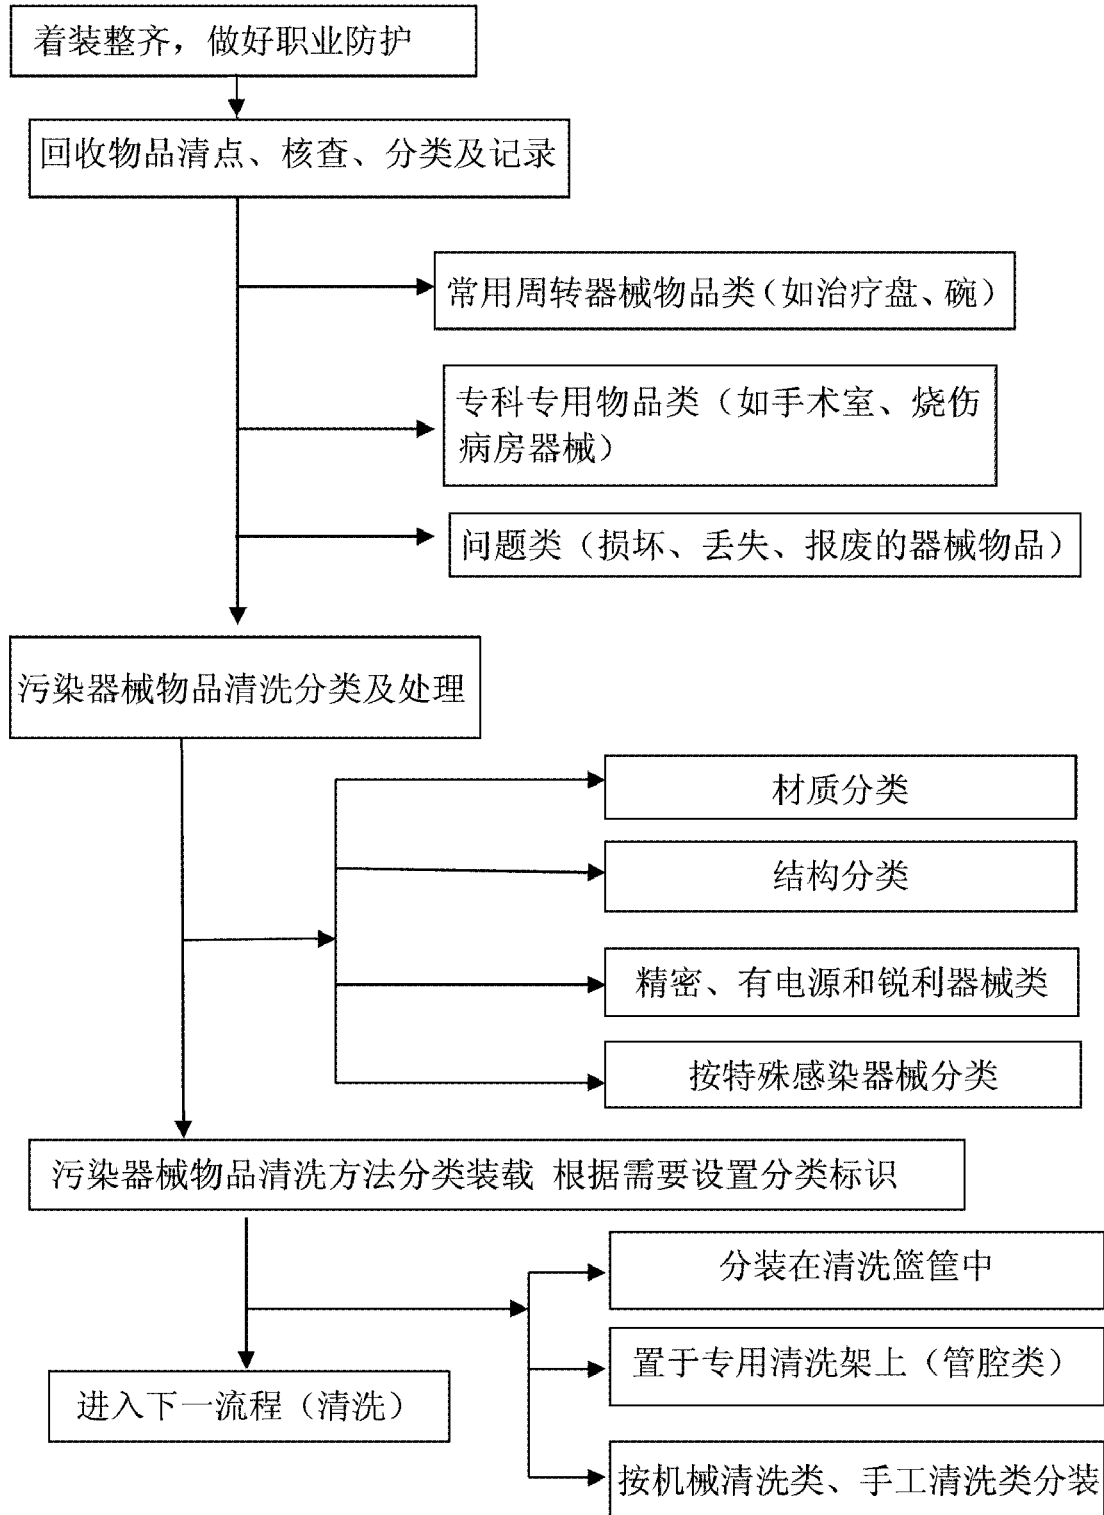 着装整齐，做好职业防护
回收物品清点、核查、分类及记录
常用周转器械物品类（如治疗盘、碗）
专科专用物品类（如手术室、烧伤
病房器械）
问题类（损坏、丢失、报废的器械物品）
污染器械物品清洗分类及处理
材质分类
结构分类
精密、有电源和锐利器械类
按特殊感染器械分类
污染器械物品清洗方法分类装载 根据需要设置分类标识
分装在清洗篮筐中
置于专用清洗架上（管腔类）
进入下一流程（清洗）
按机械清洗类、手工清洗类分装